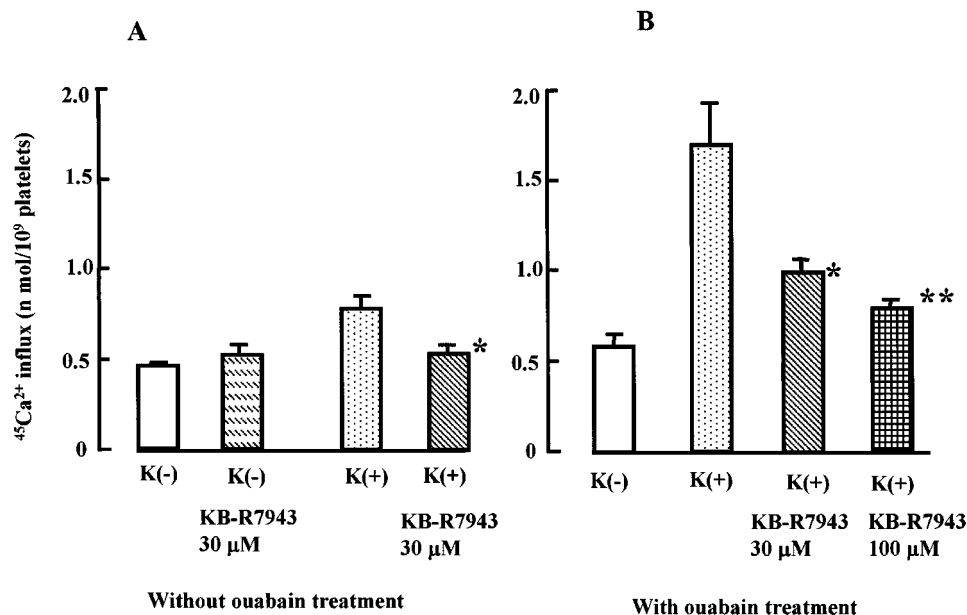 A
B
⁴⁵Ca²⁺ influx (n mol/10⁹ platelets)
2.0
1.5
1.0
0.5
0
K(-)
K(-)
K(+)
K(+)
KB-R7943
30 μM
KB-R7943
30 μM
*
Without ouabain treatment
2.0
1.5
1.0
0.5
0
*
**
K(-)
K(+)
K(+)
K(+)
KB-R7943
30 μM
KB-R7943
100 μM
With ouabain treatment